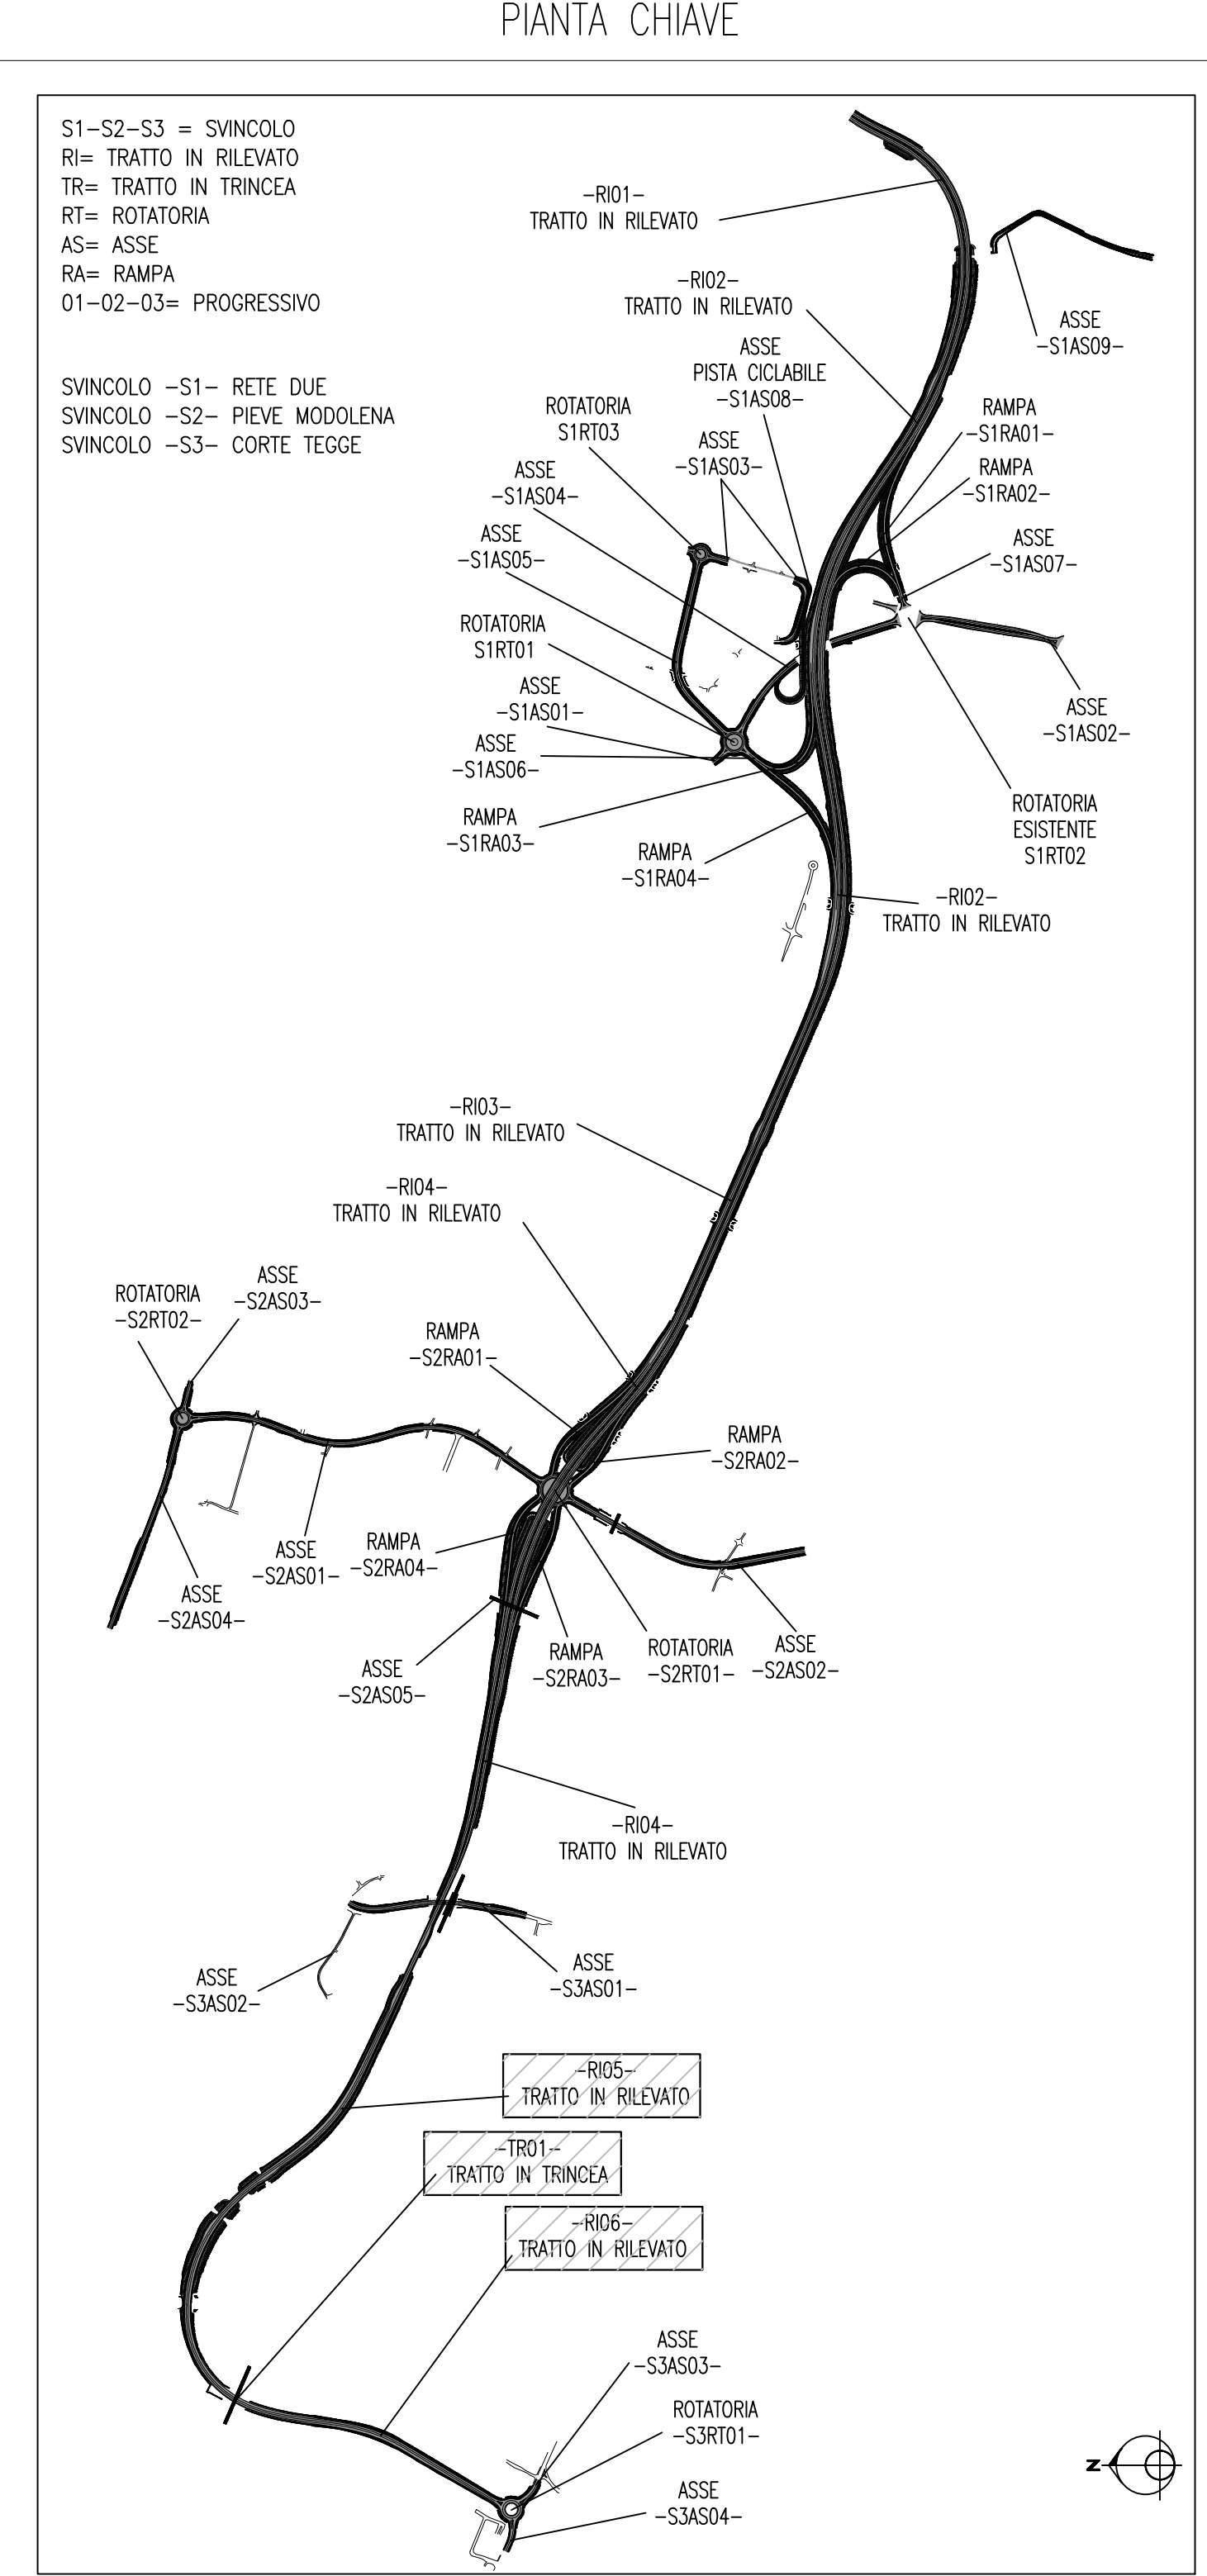 PIANTA CHIAVE
S1-S2-S3 = SVINCOLO
RI= TRATTO IN RILEVATO
TR= TRATTO IN TRINCEA
RT= ROTATORIA
AS= ASSE
RA= RAMPA
01-02-03= PROGRESSIVO
SVINCOLO -S1- RETE DUE
SVINCOLO -S2- PIEVE MODOLENA
SVINCOLO -S3- CORTE TEGGE
-RI01-
TRATTO IN RILEVATO
-RI02-
TRATTO IN RILEVATO
ASSE
-S1AS09-
ASSE
PISTA CICLABILE
-S1AS08-
ROTATORIA
S1RT03
ASSE
-S1AS03-
RAMPA
-S1RA01-
ASSE
-S1AS04-
RAMPA
-S1RA02-
ASSE
-S1AS05-
ASSE
-S1AS07-
ROTATORIA
S1RT01
ASSE
-S1AS01-
ASSE
-S1AS02-
ASSE
-S1AS06-
RAMPA
-S1RA03-
ROTATORIA
ESISTENTE
S1RT02
RAMPA
-S1RA04-
-RI02-
TRATTO IN RILEVATO
-RI03-
TRATTO IN RILEVATO
-RI04-
TRATTO IN RILEVATO
ASSE
-S2AS03-
ROTATORIA
-S2RT02-
RAMPA
-S2RA01-
RAMPA
-S2RA02-
RAMPA
-S2RA04-
ASSE
-S2AS01-
ASSE
-S2AS04-
ASSE
-S2AS05-
RAMPA
-S2RA03-
ROTATORIA
-S2RT01-
ASSE
-S2AS02-
-RI04-
TRATTO IN RILEVATO
ASSE
-S3AS01-
ASSE
-S3AS02-
-RI05-
TRATTO IN RILEVATO
-TR01-
TRATTO IN TRINCEA
-RI06-
TRATTO IN RILEVATO
ASSE
-S3AS03-
ROTATORIA
-S3RT01-
ASSE
-S3AS04-
N